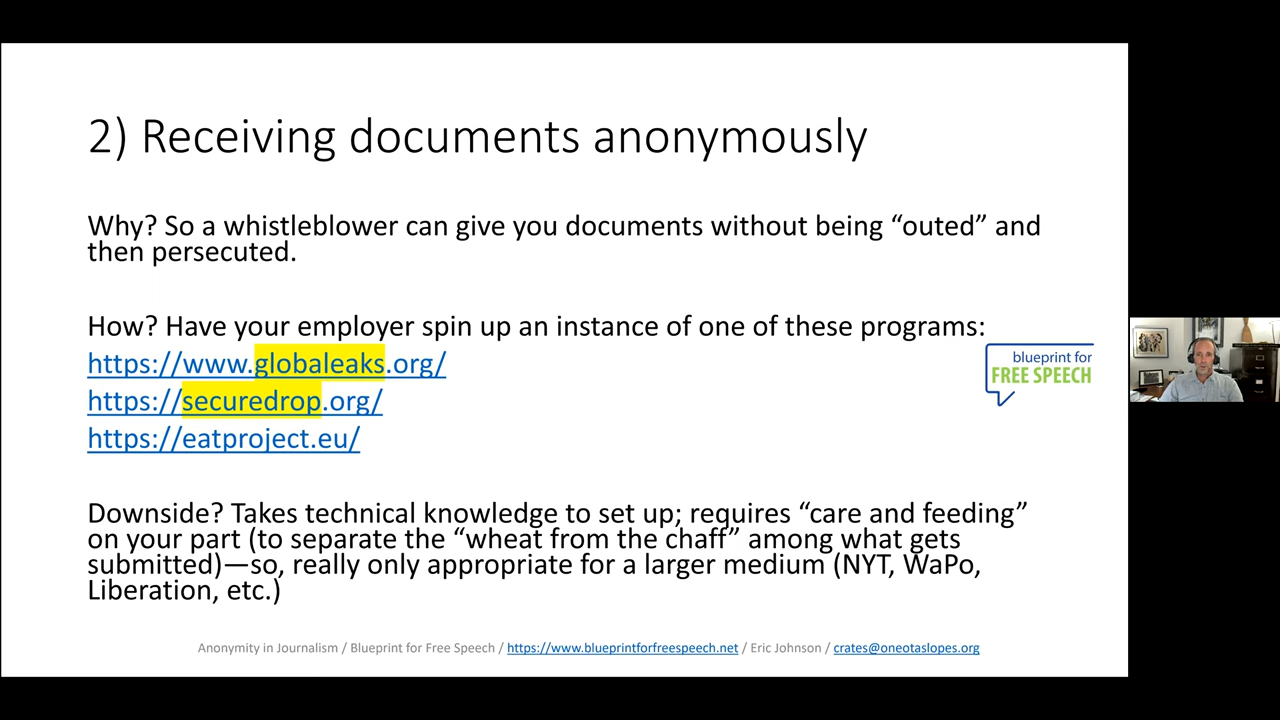 2) Receiving documents anonymously
Why? So a whistleblower can give you documents without being “outed” and
then persecuted.
How? Have your employer spin up an instance of one of these programs:
https://www.globaleaks.org/
https://securedrop.org/
https://eatproject.eu/
blueprint for
FREE SPEECH
Downside? Takes technical knowledge to set up; requires “care and feeding”
on your part (to separate the “wheat from the chaff” among what gets
submitted)—so, really only appropriate for a larger medium (NYT, WaPo,
Liberation, etc.)
Anonymity in Journalism / Blueprint for Free Speech / https://www.blueprintforfreespeech.net / Eric Johnson / crates@oneotaslopes.org